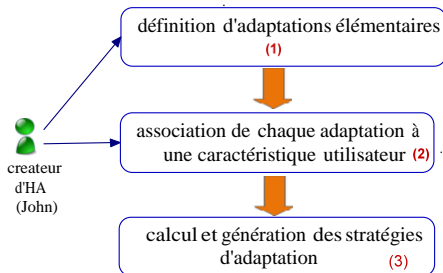 définition d'adaptations élémentaires
(1)
association de chaque adaptation à
une caractéristique utilisateur (2)
createur
d'HA
(John)
calcul et génération des stratégies
d'adaptation (3)